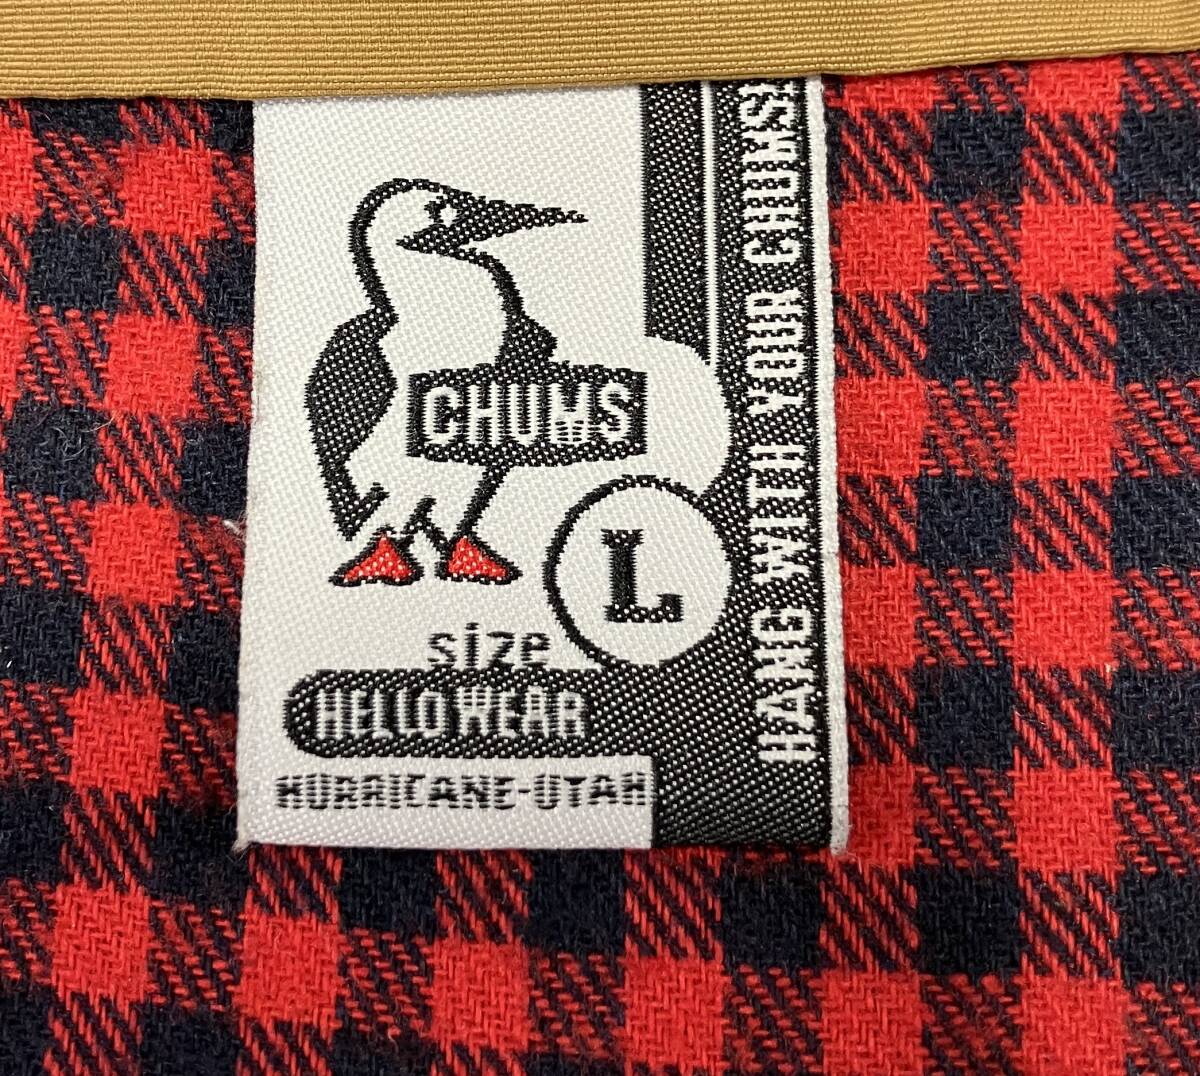 CHUMS
L
size
HELLO WEAR
HURRICANE-UTAH
HANG WITH YOUR CHUMS!